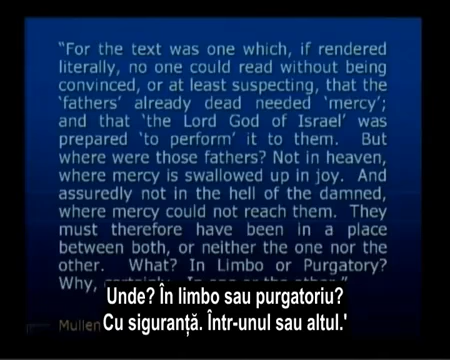 “For the text was one which, if rendered
literally, no one could read without being
convinced, or at least suspecting, that the
‘fathers’ already dead needed ‘mercy’;
and that ‘the Lord God of Israel’ was
prepared ‘to perform’ it to them. But
where were those fathers? Not in heaven,
where mercy is swallowed up in joy. And
assuredly not in the hell of the damned,
where mercy could not reach them. They
must therefore have been in a place
between both, or neither the one nor the
other. What? In Limbo or Purgatory?
Why,
Unde? În limbo sau purgatoriu?
Cu siguranță. Într-unul sau altul.'
Mullen